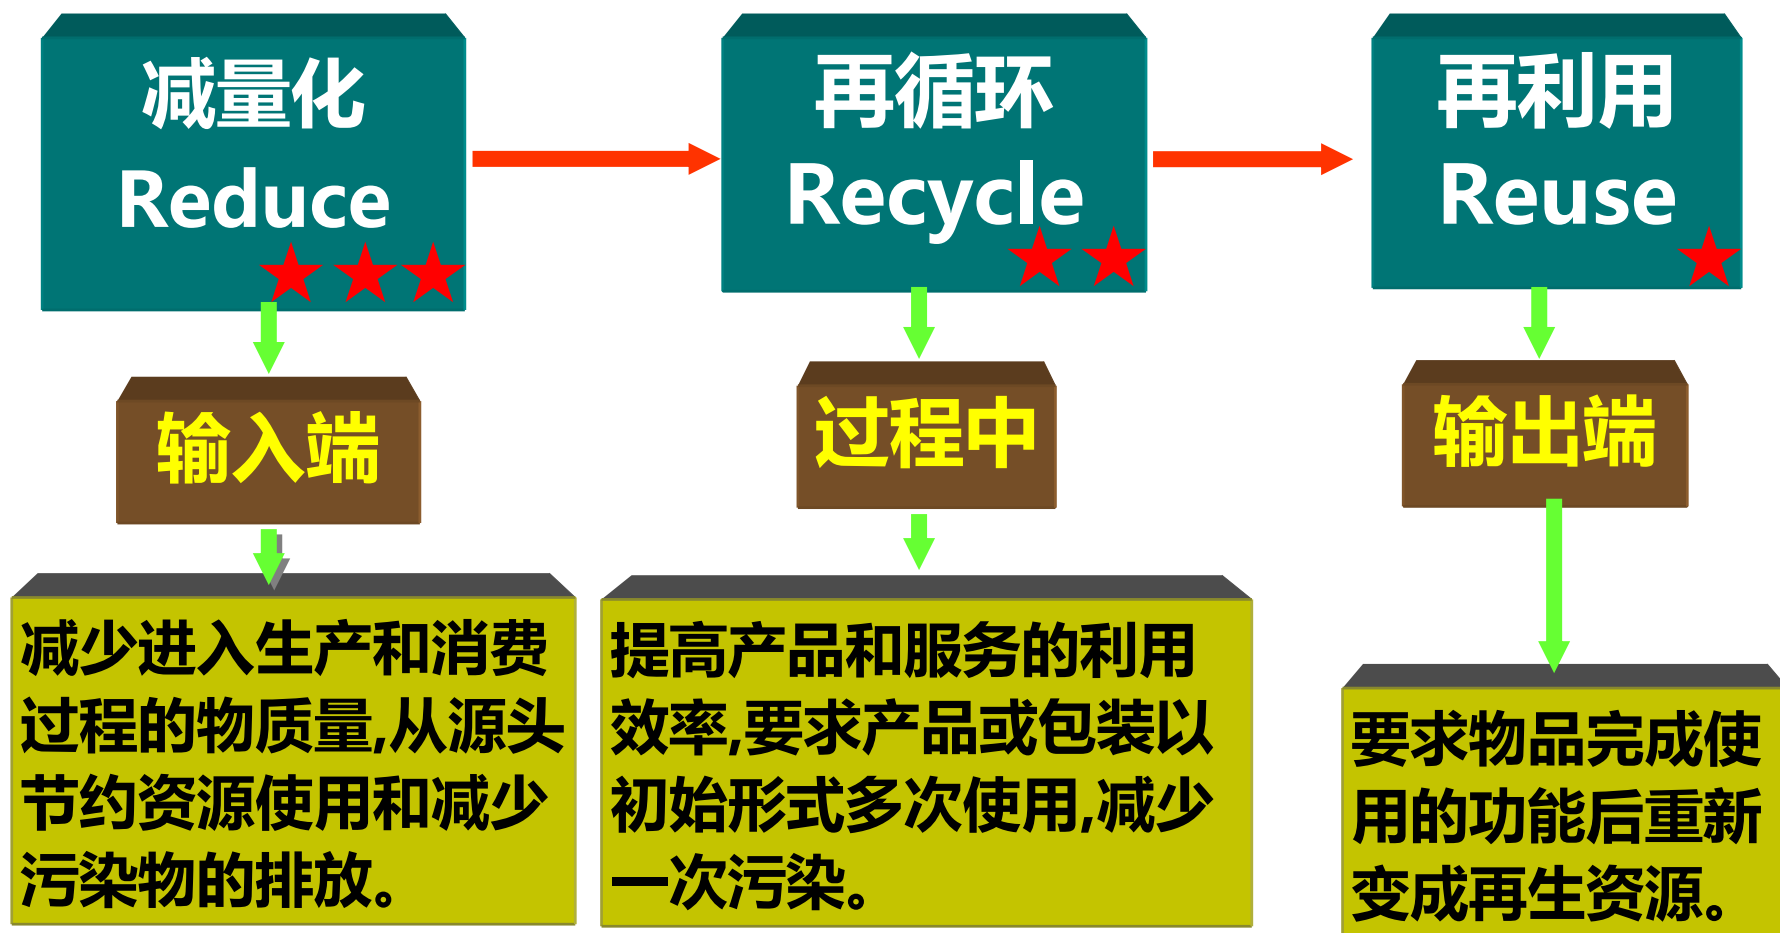 减量化
Reduce
再循环
Recycle
再利用
Reuse
输入端
过程中
输出端
减少进入生产和消费
过程的物质量,从源头
节约资源使用和减少
污染物的排放。
提高产品和服务的利用
效率,要求产品或包装以
初始形式多次使用,减少
一次污染。
要求物品完成使
用的功能后重新
变成再生资源。